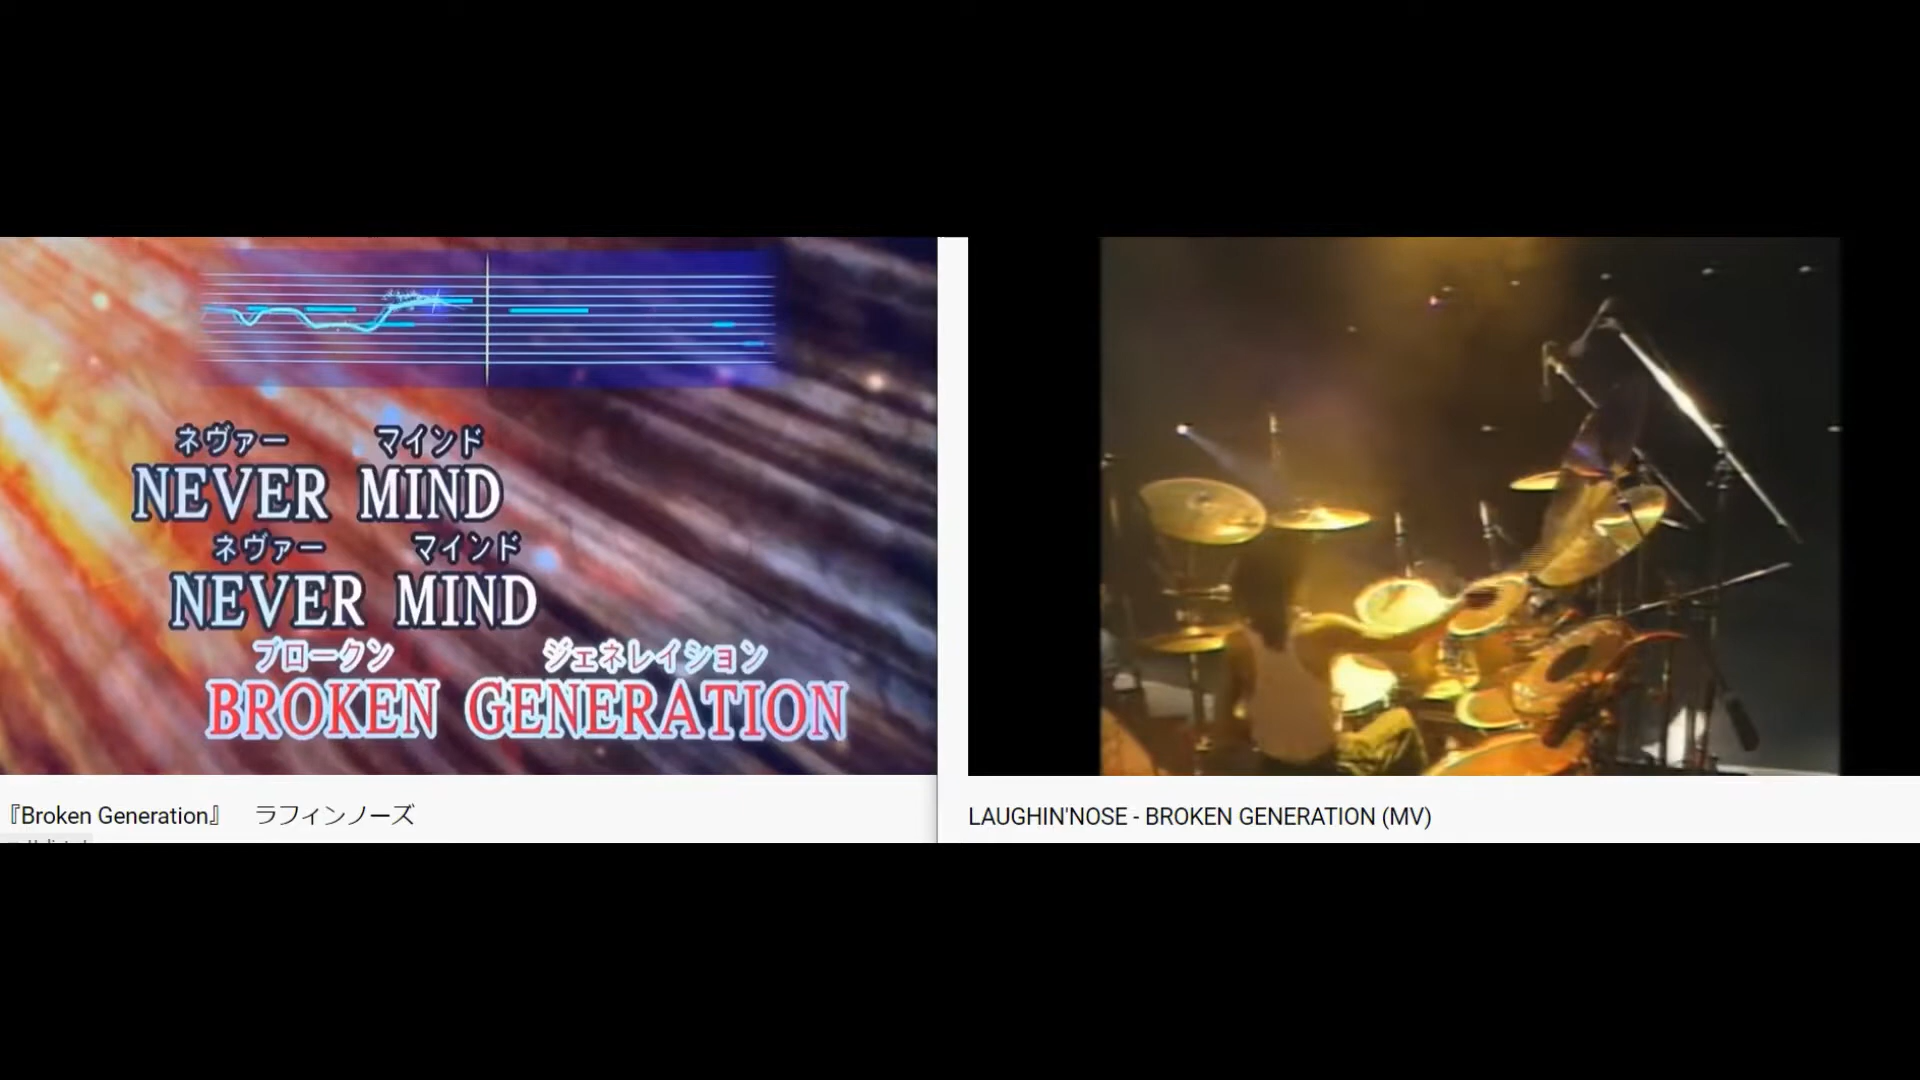 ネヴァー マインド
NEVER MIND
ネヴァー マインド
NEVER MIND
ブロークン ジェネレイション
BROKEN GENERATION
『Broken Generation』 ラフィンノーズ
LAUGHIN'NOSE - BROKEN GENERATION (MV)